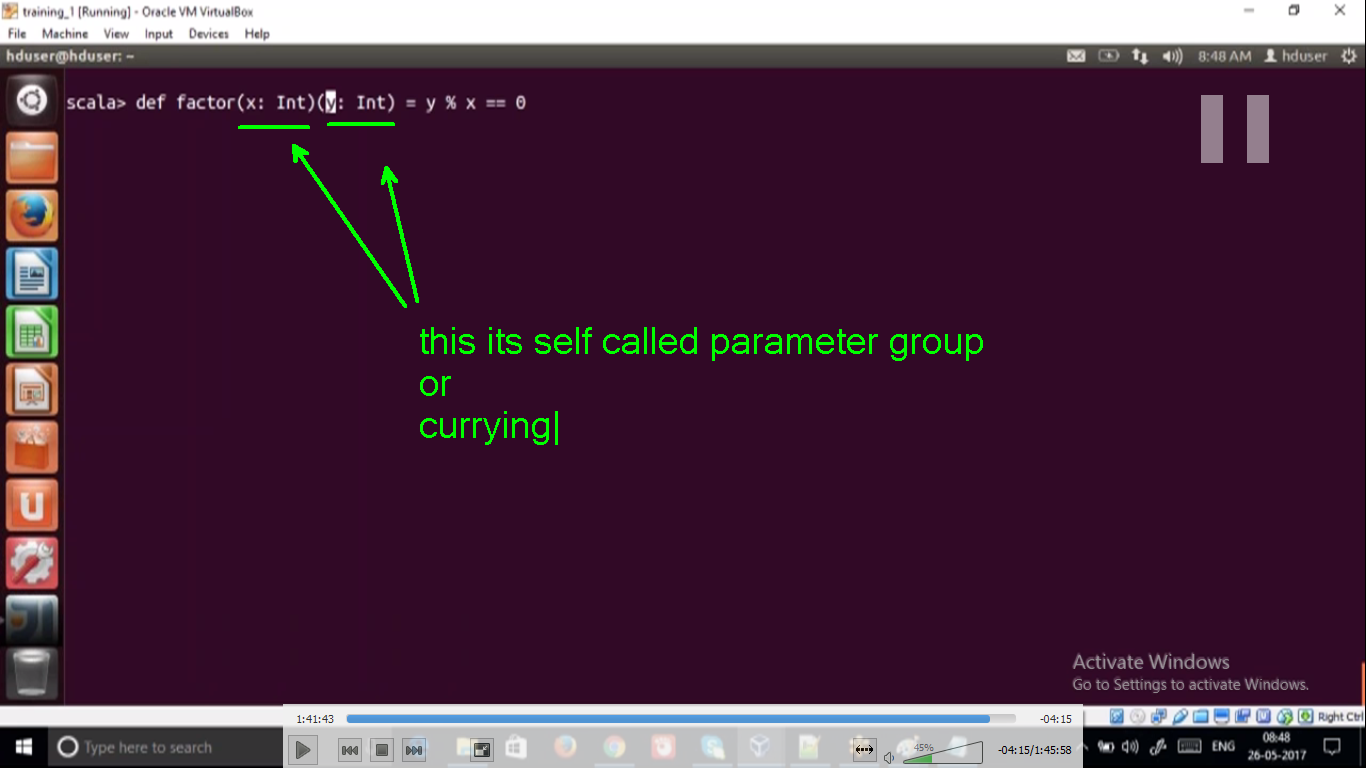 training_1 [Running] - Oracle VM VirtualBox
File Machine View Input Devices Help
hduser@hduser: ~ 8:48 AM hduser
scala> def factor(x: Int)(y: Int) = y % x == 0
this its self called parameter group
or
currying
Activate Windows
Go to Settings to activate Windows.
1:41:43 -04:15
Right Ctrl
Type here to search
45% -04:15/1:45:58
ENG
08:48
26-05-2017